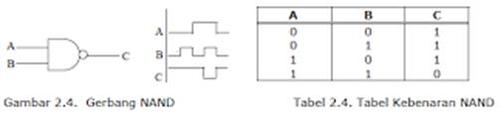 A
B
C
A
B
C
A B C
0 0 1
0 1 1
1 0 1
1 1 0
Gambar 2.4. Gerbang NAND
Tabel 2.4. Tabel Kebenaran NAND